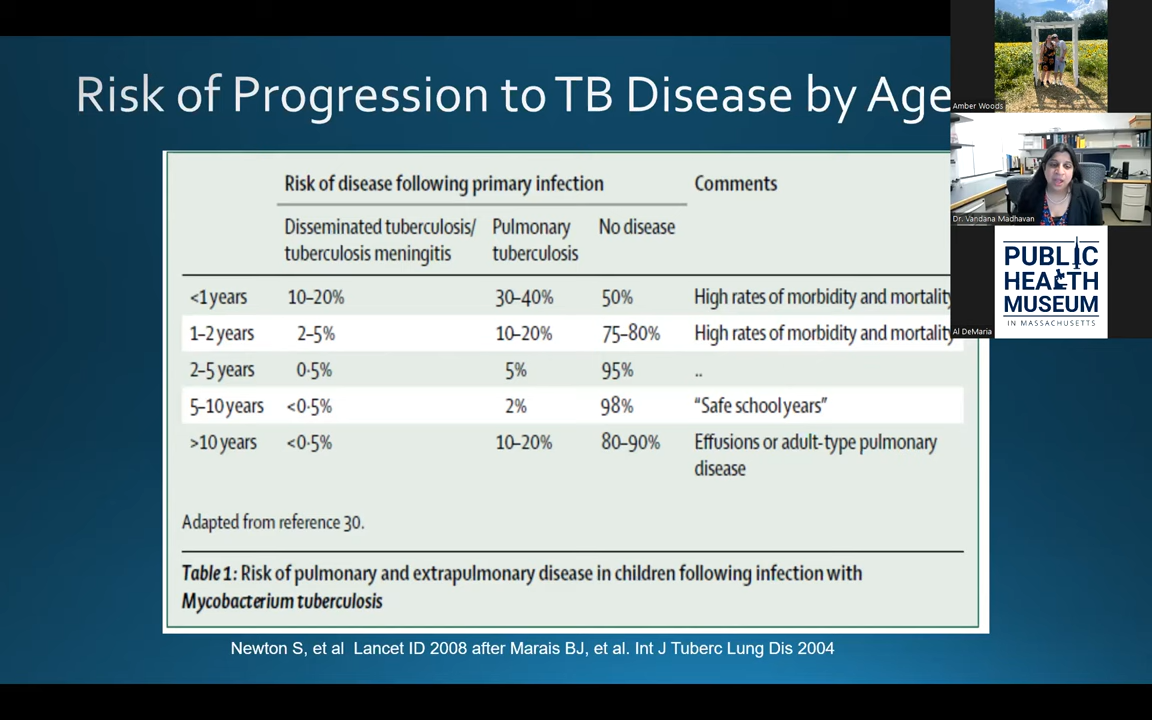 Risk of Progression to TB Disease by Age
Risk of disease following primary infection Comments
Disseminated tuberculosis/ Pulmonary No disease
tuberculosis meningitis tuberculosis
<1 years 10–20% 30–40% 50% High rates of morbidity and mortality
1–2 years 2–5% 10–20% 75–80% High rates of morbidity and mortality
2–5 years 0·5% 5% 95% ..
5–10 years <0·5% 2% 98% “Safe school years”
>10 years <0·5% 10–20% 80–90% Effusions or adult-type pulmonary
disease
Adapted from reference 30.
Table 1: Risk of pulmonary and extrapulmonary disease in children following infection with
Mycobacterium tuberculosis
Newton S, et al Lancet ID 2008 after Marais BJ, et al. Int J Tuberc Lung Dis 2004
Amber Woods
Dr. Vandana Madhavan
PUBLIC
HEALTH
MUSEUM
IN MASSACHUSETTS
Al DeMaria